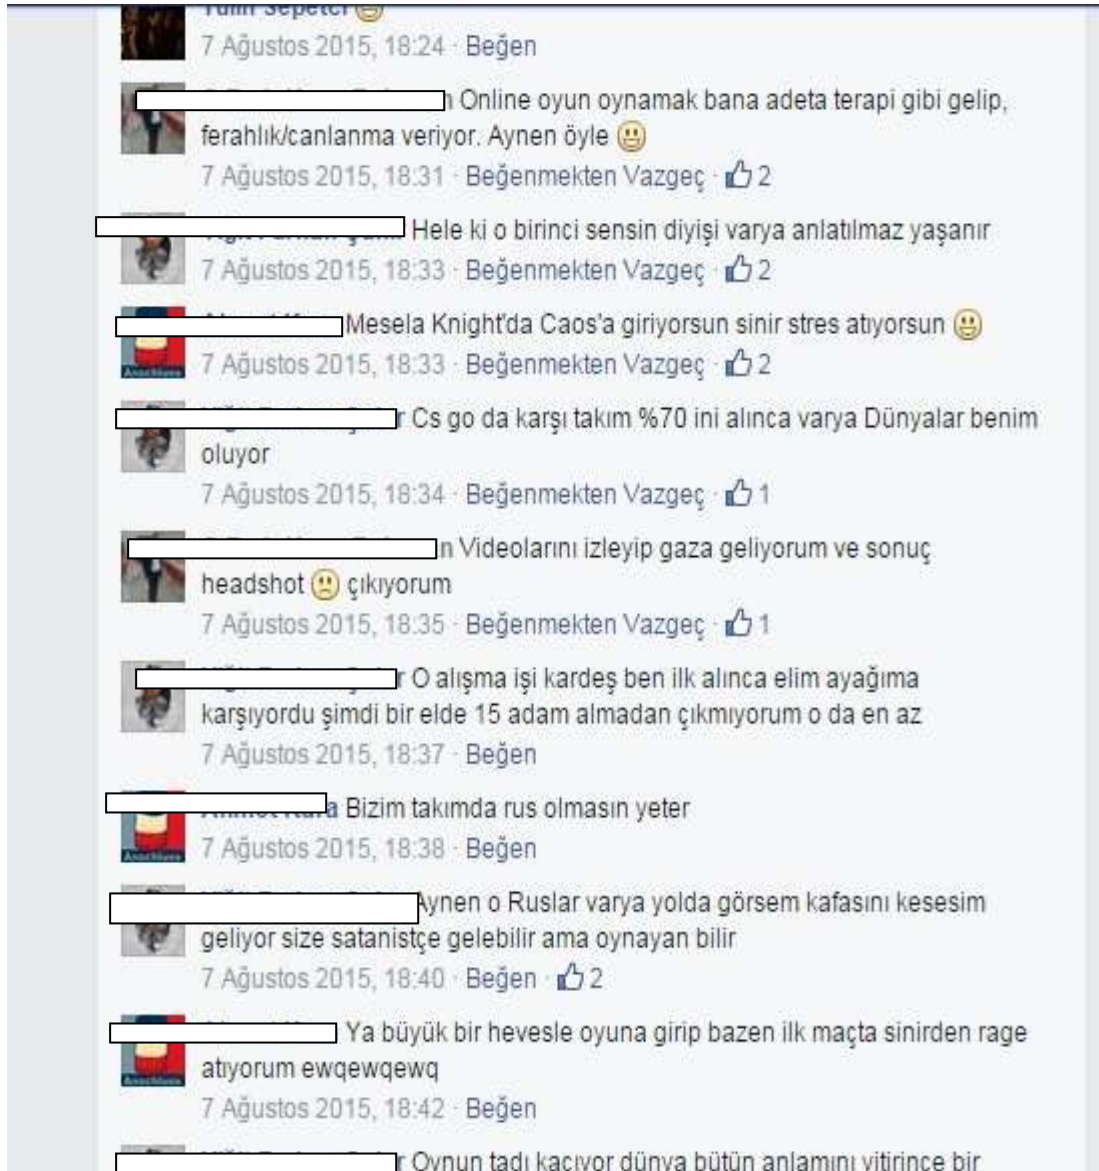 7 Ağustos 2015, 18:24 · Beğen
Online oyun oynamak bana adeta terapi gibi gelip,
ferahlık/canlanma veriyor. Aynen öyle
7 Ağustos 2015, 18:31 · Beğenmekten Vazgeç · 2
Hele ki o birinci sensin diyişi varya anlatılmaz yaşanır
7 Ağustos 2015, 18:33 · Beğenmekten Vazgeç · 2
Mesela Knight'da Caos'a giriyorsun sinir stres atıyorsun
7 Ağustos 2015, 18:33 · Beğenmekten Vazgeç · 2
Cs go da karşı takım %70 ini alınca varya Dünyalar benim
oluyor
7 Ağustos 2015, 18:34 · Beğenmekten Vazgeç · 1
Videolarını izleyip gaza geliyorum ve sonuç
headshot çıkıyorum
7 Ağustos 2015, 18:35 · Beğenmekten Vazgeç · 1
O alışma işi kardeş ben ilk alınca elim ayağıma
karşıyordu şimdi bir elde 15 adam almadan çıkmıyorum o da en az
7 Ağustos 2015, 18:37 · Beğen
Bizim takımda rus olmasın yeter
7 Ağustos 2015, 18:38 · Beğen
Aynen o Ruslar varya yolda görsem kafasını kesesim
geliyor size satanistçe gelebilir ama oynayan bilir
7 Ağustos 2015, 18:40 · Beğen · 2
Ya büyük bir hevesle oyuna girip bazen ilk maçta sinirden rage
atıyorum ewqewqewq
7 Ağustos 2015, 18:42 · Beğen
Oynun tadı kaçıyor dünya bütün anlamını yitirince bir